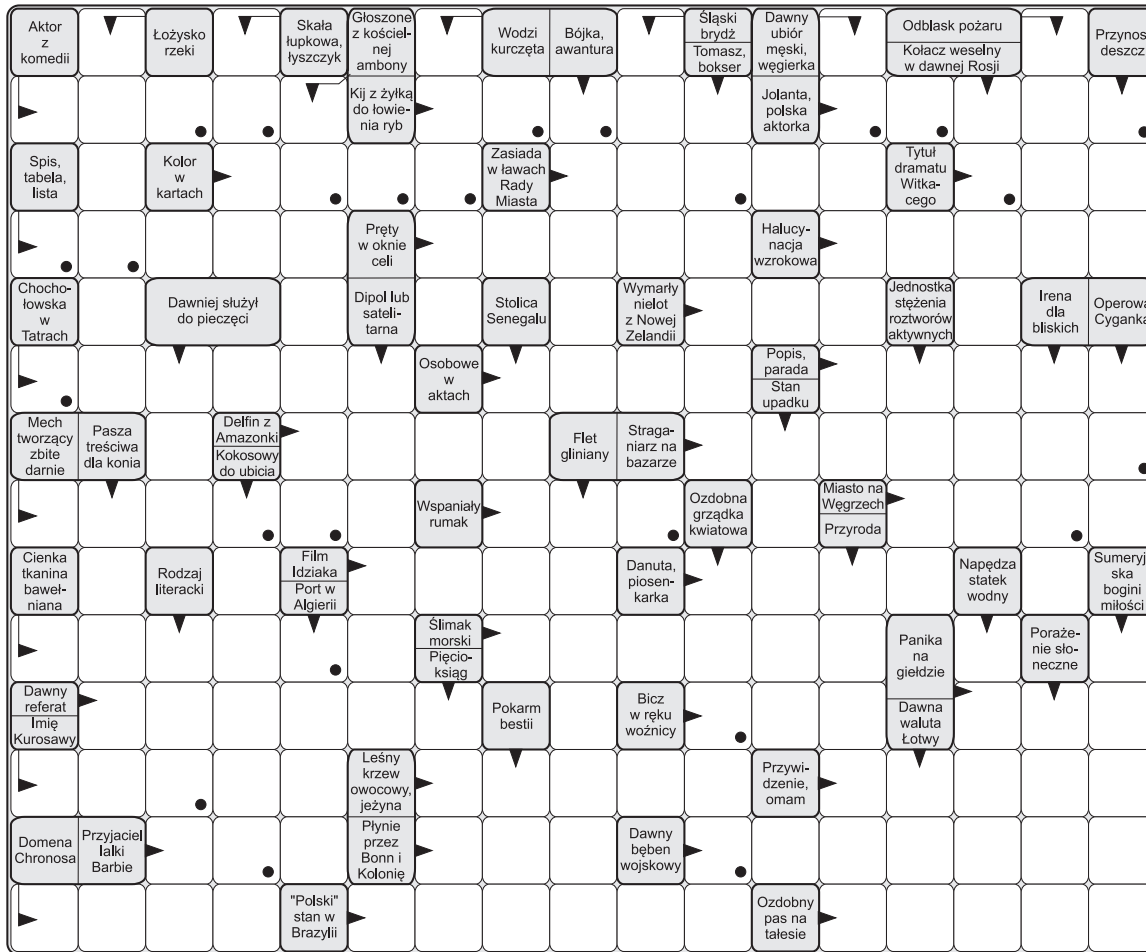 Aktor
z
komedii
Łożysko
rzeki
Skała
łupkowa,
łyszczyk
Głoszone
z kościel-
nej
ambony
Wodzi
kurczęta
Bójka,
awantura
Śląski
brydż
Tomasz,
bokser
Dawny
ubiór
męski,
węgierka
Odblask pożaru
Kołacz weselny
w dawnej Rosji
Przynos
deszcz
Kij z żyłką
do łowie-
nia ryb
Jolanta,
polska
aktorka
Spis,
tabela,
lista
Kolor
w
kartach
Zasiada
w ławach
Rady
Miasta
Tytuł
dramatu
Witka-
cego
Pręty
w oknie
celi
Halucy-
nacja
wzrokowa
Chocho-
łowska
w
Tatrach
Dawniej służył
do pieczęci
Dipol lub
sateli-
tarna
Stolica
Senegalu
Wymarły
nielot
z Nowej
Zelandii
Jednostka
stężenia
roztworów
aktywnych
Irena
dla
bliskich
Operowa
Cyganka
Osobowe
w
aktach
Popis,
parada
Stan
upadku
Mech
tworzący
zbite
darnie
Pasza
treściwa
dla konia
Delfin z
Amazonki
Kokosowy
do ubicia
Flet
gliniany
Straga-
niarz na
bazarze
Wspaniały
rumak
Ozdobna
grządka
kwiatowa
Miasto na
Węgrzech
Przyroda
Cienka
tkanina
baweł-
niana
Rodzaj
literacki
Film
Idziaka
Port w
Algierii
Danuta,
piosen-
karka
Napędza
statek
wodny
Sumeryj-
ska
bogini
miłości
Ślimak
morski
Pięcio-
ksiąg
Panika
na
giełdzie
Poraże-
nie sło-
neczne
Dawny
referat
Imię
Kurosawy
Pokarm
bestii
Bicz
w ręku
woźnicy
Dawna
waluta
Łotwy
Leśny
krzew
owocowy,
jeżyna
Przywi-
dzenie,
omam
Domena
Chronosa
Przyjaciel
lalki
Barbie
Płynie
przez
Bonn i
Kolonię
Dawny
bęben
wojskowy
"Polski"
stan w
Brazylii
Ozdobny
pas na
tałesie